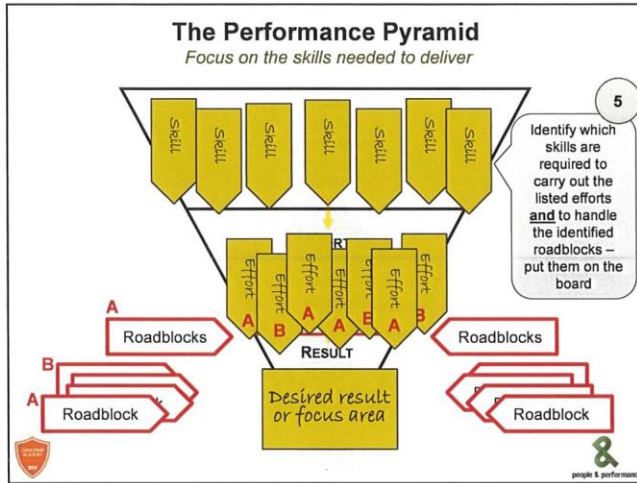 The Performance Pyramid
Focus on the skills needed to deliver
Skill
Skill
Skill
Skill
Skill
Skill
Skill
5
Identify which
skills are
required to
carry out the
listed efforts
and to handle
the identified
roadblocks –
put them on the
board
Effort
Effort
Effort
Effort
Effort
Effort
A
B
A
A
A
B
A
Roadblocks
Roadblocks
RESULT
B
A
Roadblock
Roadblock
Desired result
or focus area
people & performance